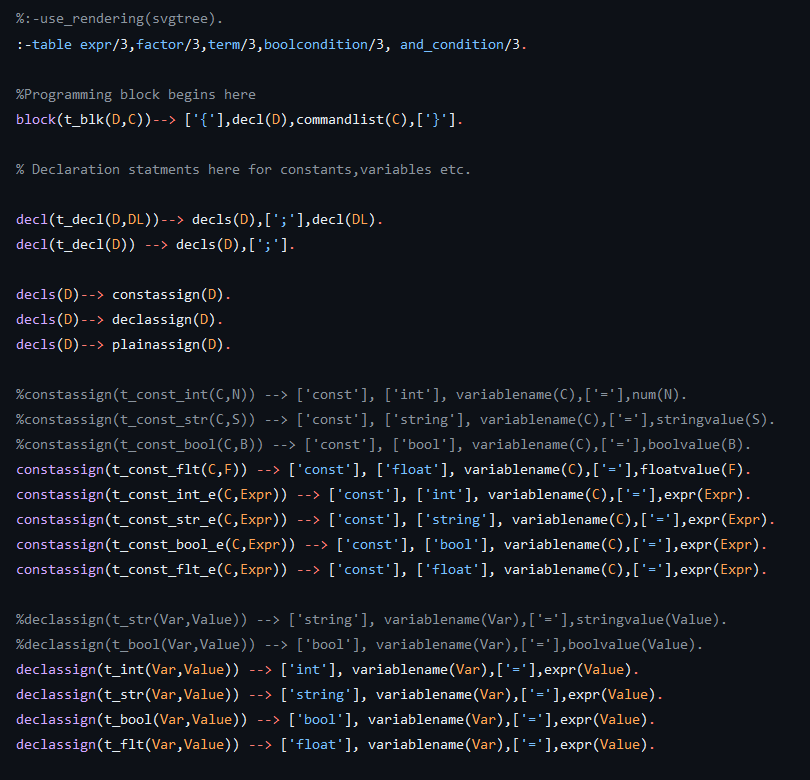 %:-use_rendering(svgtree).
:-table expr/3,factor/3,term/3,boolcondition/3, and_condition/3.
%Programming block begins here
block(t_blk(D,C))--> ['{'],decl(D),commandlist(C),['}'].
% Declaration statments here for constants,variables etc.
decl(t_decl(D,DL))--> decls(D),[';'],decl(DL).
decl(t_decl(D)) --> decls(D),[';'].
decls(D)--> constassign(D).
decls(D)--> declassign(D).
decls(D)--> plainassign(D).
%constassign(t_const_int(C,N)) --> ['const'], ['int'], variablename(C),['='],num(N).
%constassign(t_const_str(C,S)) --> ['const'], ['string'], variablename(C),['='],stringvalue(S).
%constassign(t_const_bool(C,B)) --> ['const'], ['bool'], variablename(C),['='],boolvalue(B).
constassign(t_const_flt(C,F)) --> ['const'], ['float'], variablename(C),['='],floatvalue(F).
constassign(t_const_int_e(C,Expr)) --> ['const'], ['int'], variablename(C),['='],expr(Expr).
constassign(t_const_str_e(C,Expr)) --> ['const'], ['string'], variablename(C),['='],expr(Expr).
constassign(t_const_bool_e(C,Expr)) --> ['const'], ['bool'], variablename(C),['='],expr(Expr).
constassign(t_const_flt_e(C,Expr)) --> ['const'], ['float'], variablename(C),['='],expr(Expr).
%declassign(t_str(Var,Value)) --> ['string'], variablename(Var),['='],stringvalue(Value).
%declassign(t_bool(Var,Value)) --> ['bool'], variablename(Var),['='],boolvalue(Value).
declassign(t_int(Var,Value)) --> ['int'], variablename(Var),['='],expr(Value).
declassign(t_str(Var,Value)) --> ['string'], variablename(Var),['='],expr(Value).
declassign(t_bool(Var,Value)) --> ['bool'], variablename(Var),['='],expr(Value).
declassign(t_flt(Var,Value)) --> ['float'], variablename(Var),['='],expr(Value).